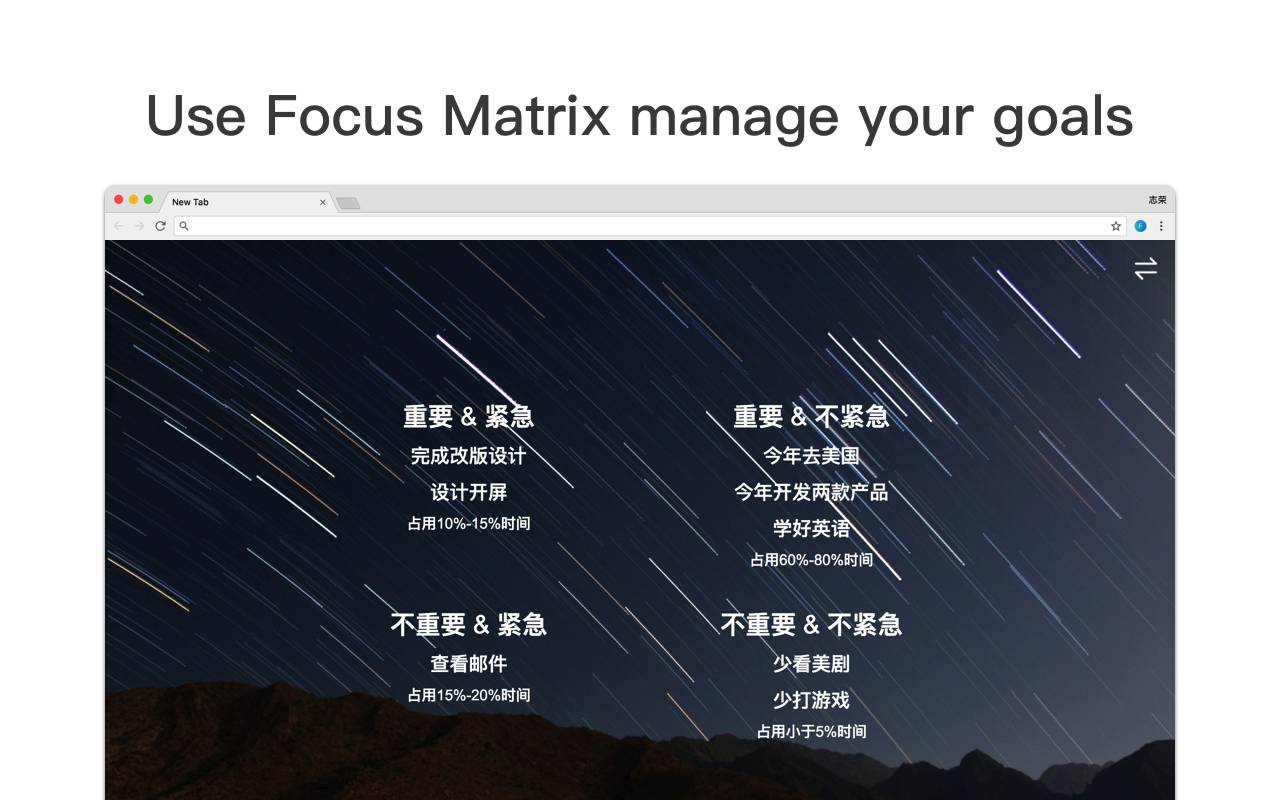 Use Focus Matrix manage your goals
New Tab
志荣
重要 & 紧急
完成改版设计
设计开屏
占用10%-15%时间
重要 & 不紧急
今年去美国
今年开发两款产品
学好英语
占用60%-80%时间
不重要 & 紧急
查看邮件
占用15%-20%时间
不重要 & 不紧急
少看美剧
少打游戏
占用小于5%时间